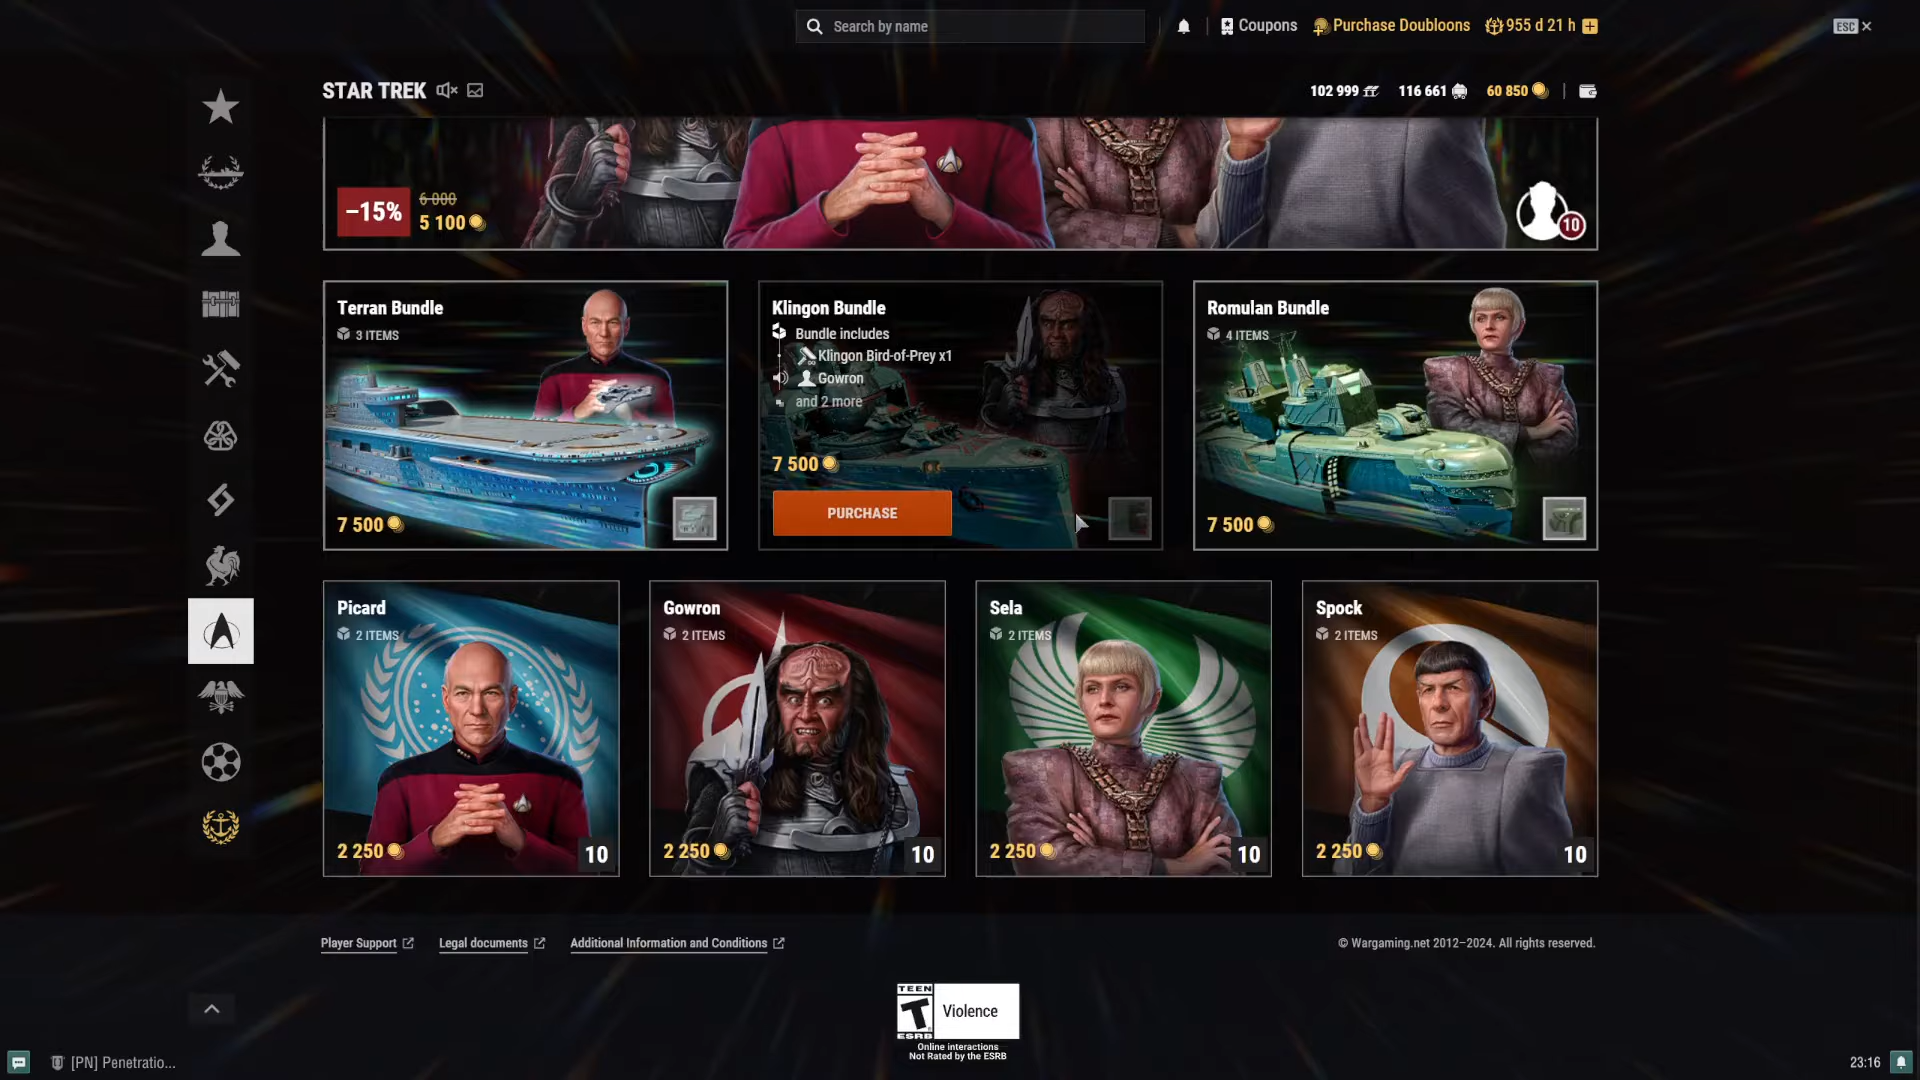 Search by name
Coupons
Purchase Doubloons
955 d 21 h
ESC
STAR TREK
102 999
116 661
60 850
−15%
6 000
5 100
10
Terran Bundle
3 ITEMS
7 500
Klingon Bundle
Bundle includes
Klingon Bird-of-Prey x1
Gowron
and 2 more
7 500
PURCHASE
Romulan Bundle
4 ITEMS
7 500
Picard
2 ITEMS
2 250
10
Gowron
2 ITEMS
2 250
10
Sela
2 ITEMS
2 250
10
Spock
2 ITEMS
2 250
10
Player Support
Legal documents
Additional Information and Conditions
© Wargaming.net 2012–2024. All rights reserved.
TEEN
T
ESRB
Violence
Online interactions
Not Rated by the ESRB
[PN] Penetratio...
23:16